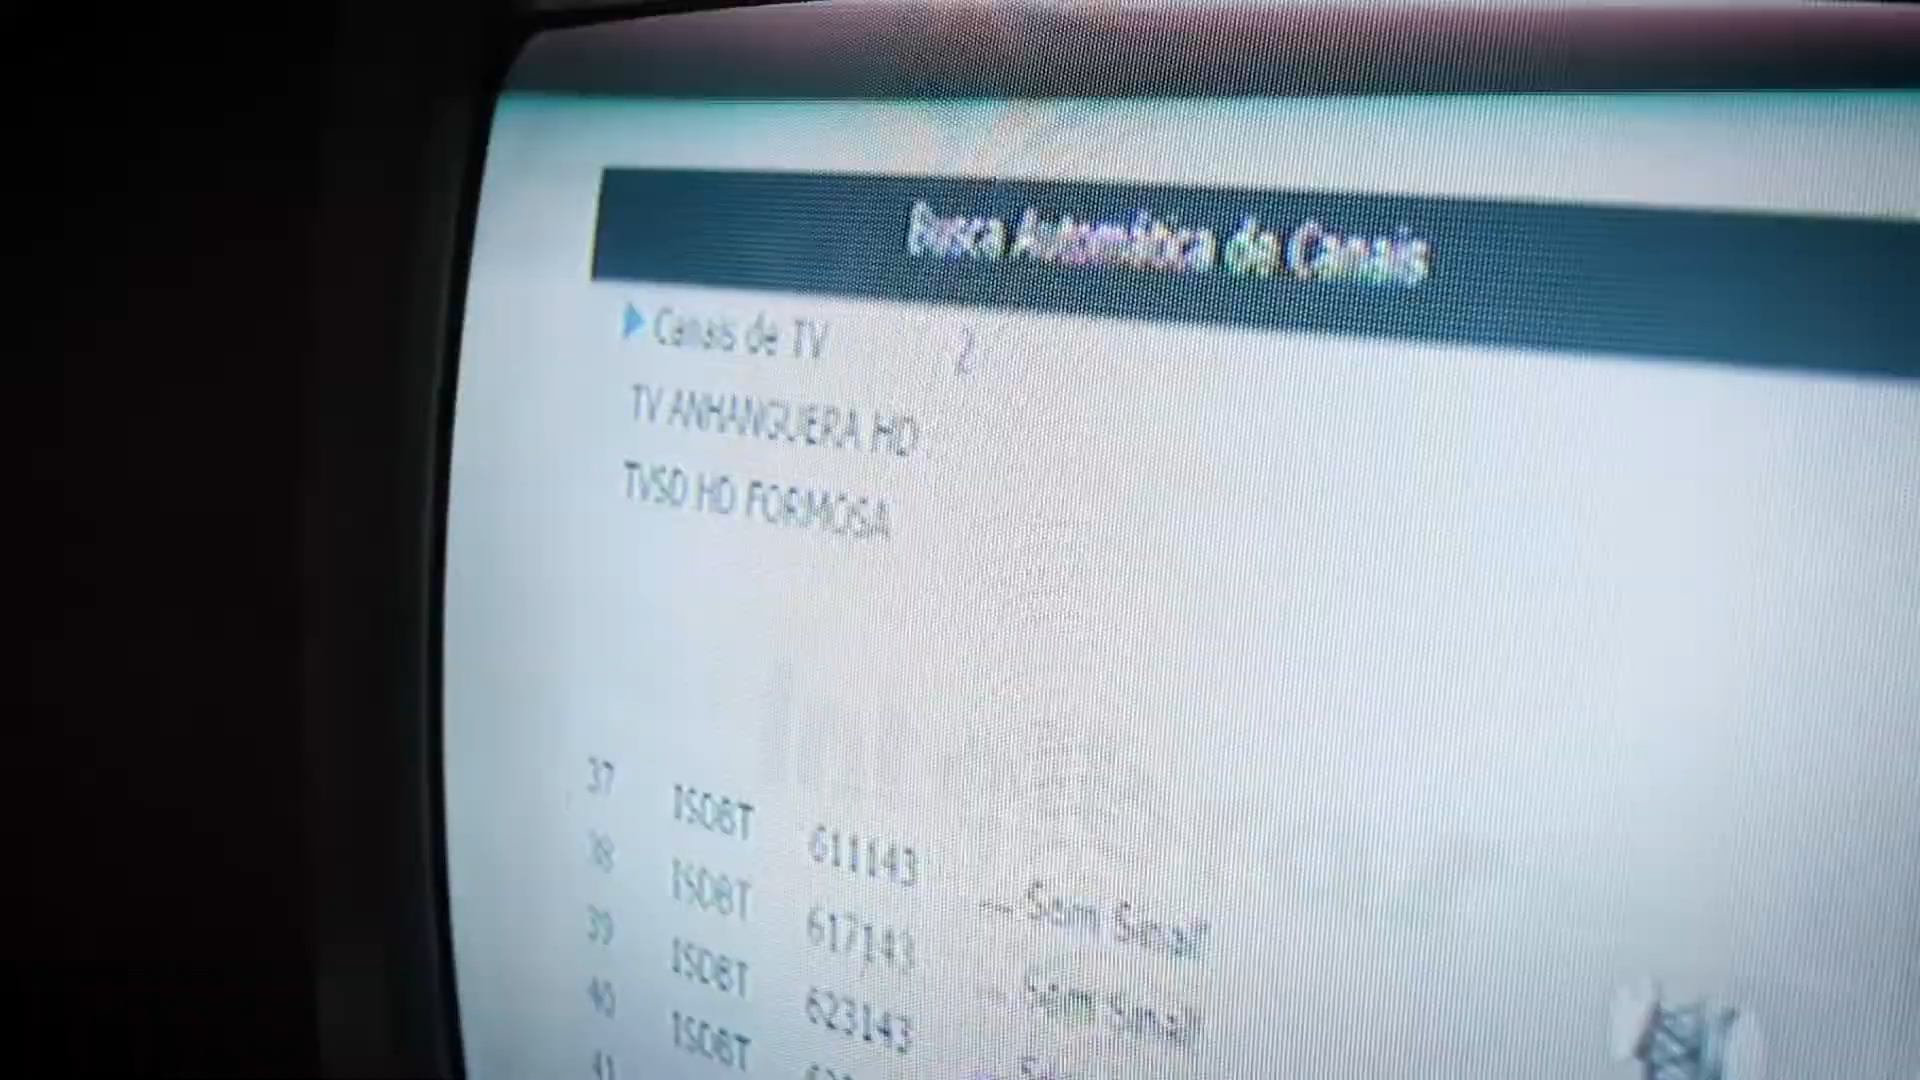 Busca Automática de Canais
Canais de TV 2
TV ANHANGUERA HD
TVSD HD FORMOSA
37 ISDBT 611143 Sem Sinal!
38 ISDBT 617143 Sem Sinal!
39 ISDBT 623143
40 ISDBT
41